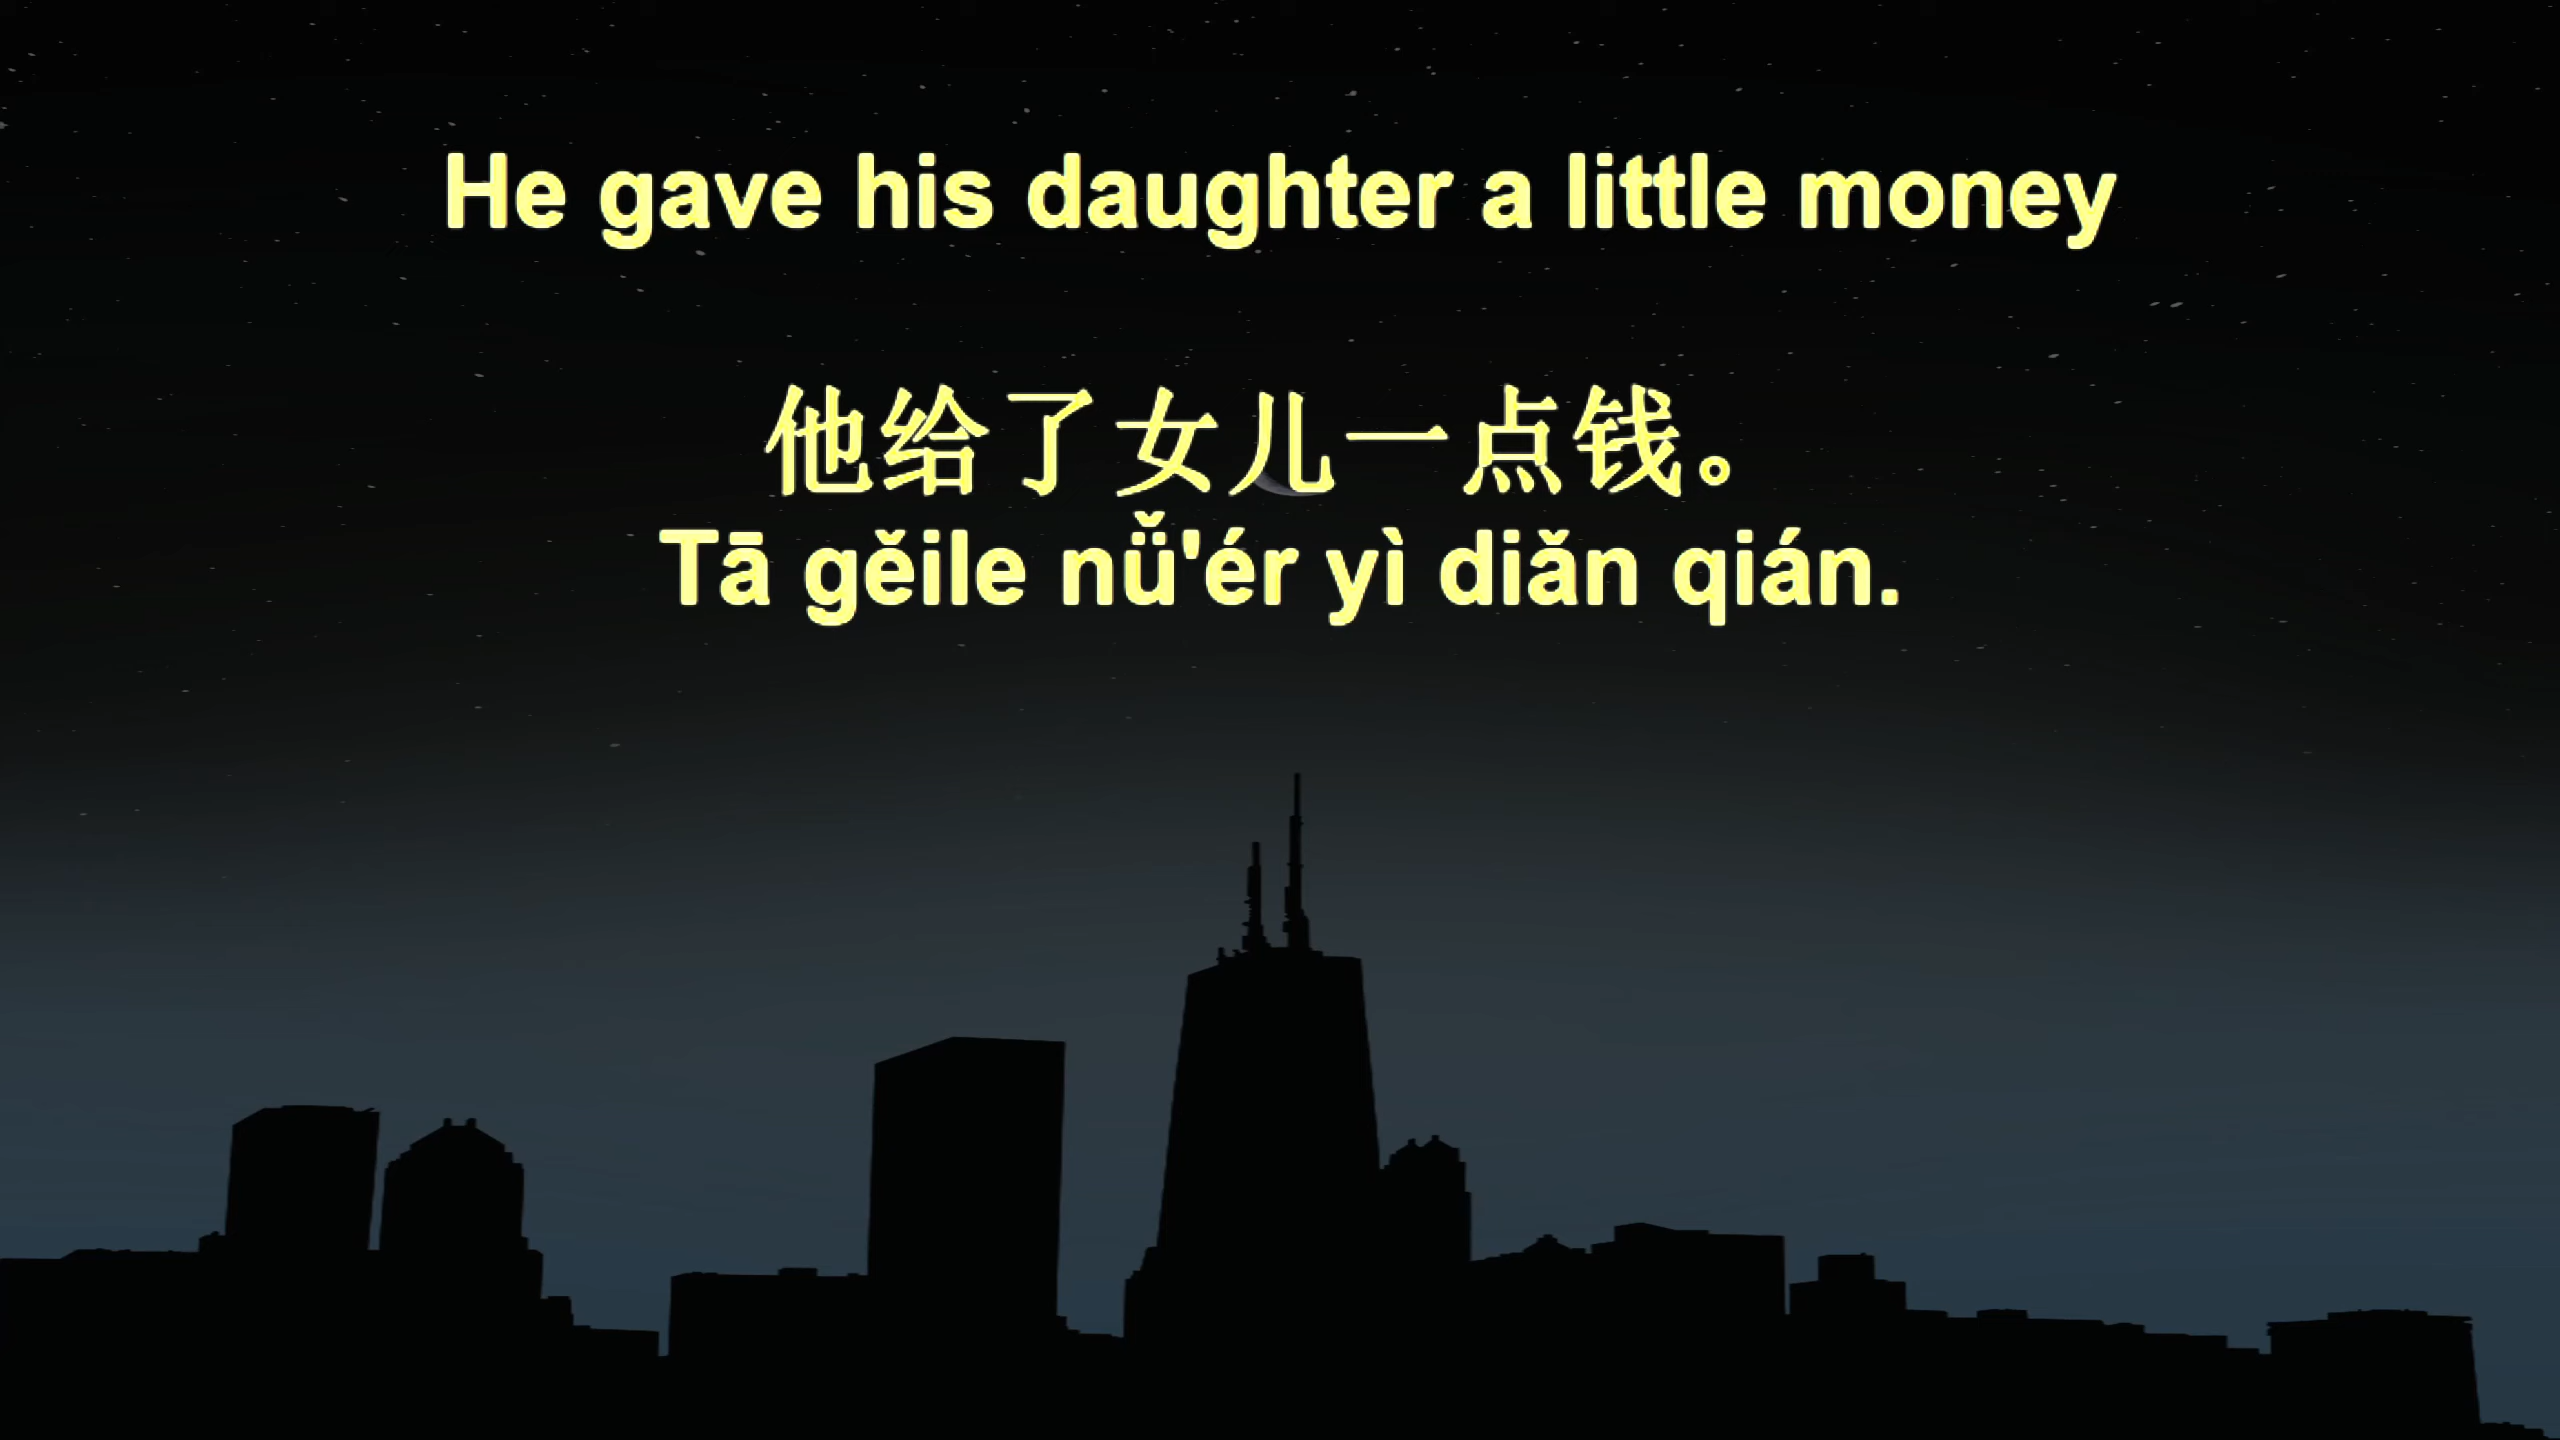 He gave his daughter a little money
他给了女儿一点钱。
Tā gěile nǚ'ér yì diǎn qián.